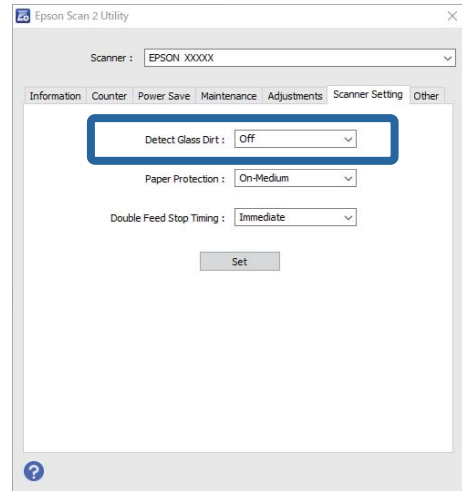 Epson Scan 2 Utility
Scanner : EPSON XXXXX
Information Counter Power Save Maintenance Adjustments Scanner Setting Other
Detect Glass Dirt : Off
Paper Protection : On-Medium
Double Feed Stop Timing : Immediate
Set
?